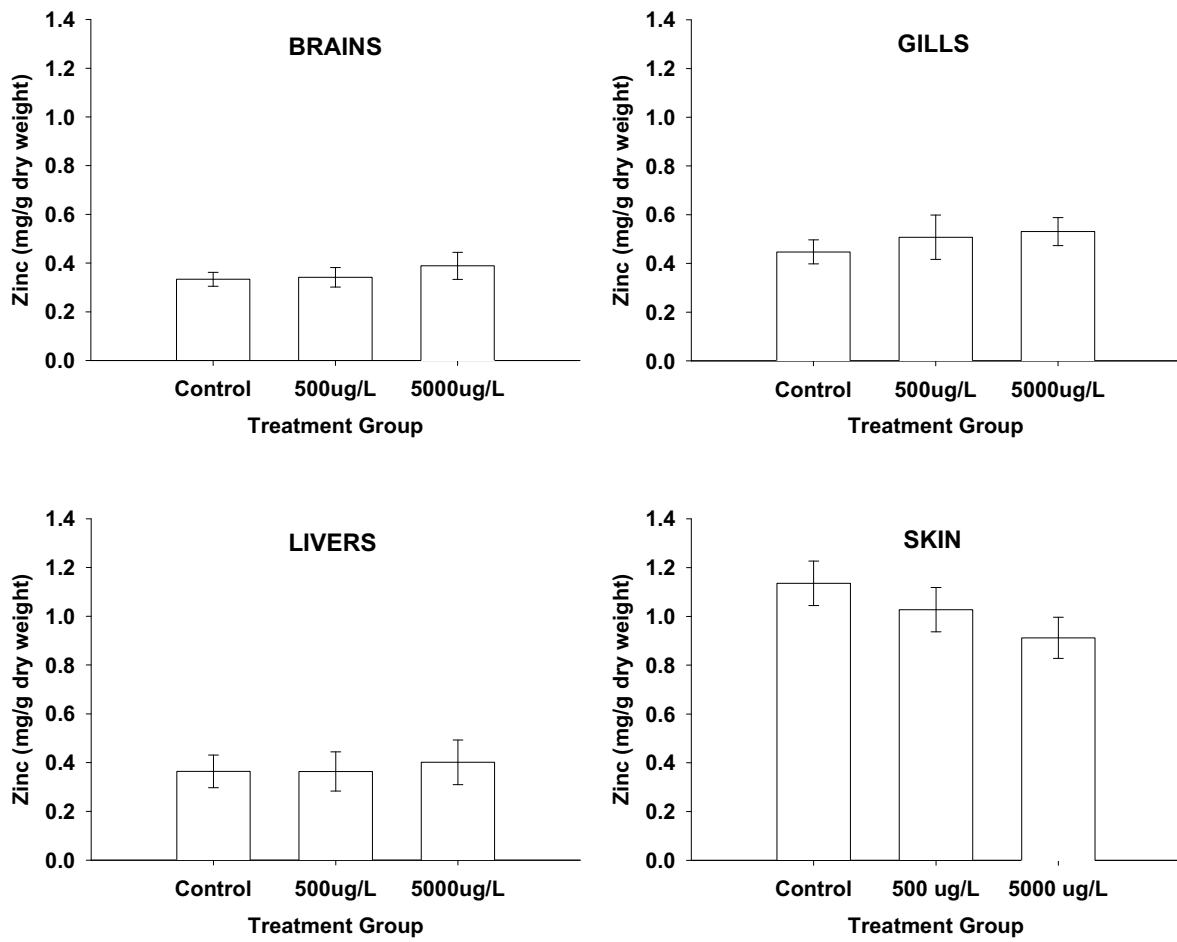 BRAINS
Zinc (mg/g dry weight)
1.4
1.2
1.0
0.8
0.6
0.4
0.2
0.0
Control 500ug/L 5000ug/L
Treatment Group
GILLS
Zinc (mg/g dry weight)
1.4
1.2
1.0
0.8
0.6
0.4
0.2
0.0
Control 500ug/L 5000ug/L
Treatment Group
LIVERS
Zinc (mg/g dry weight)
1.4
1.2
1.0
0.8
0.6
0.4
0.2
0.0
Control 500ug/L 5000ug/L
Treatment Group
SKIN
Zinc (mg/g dry weight)
1.4
1.2
1.0
0.8
0.6
0.4
0.2
0.0
Control 500 ug/L 5000 ug/L
Treatment Group